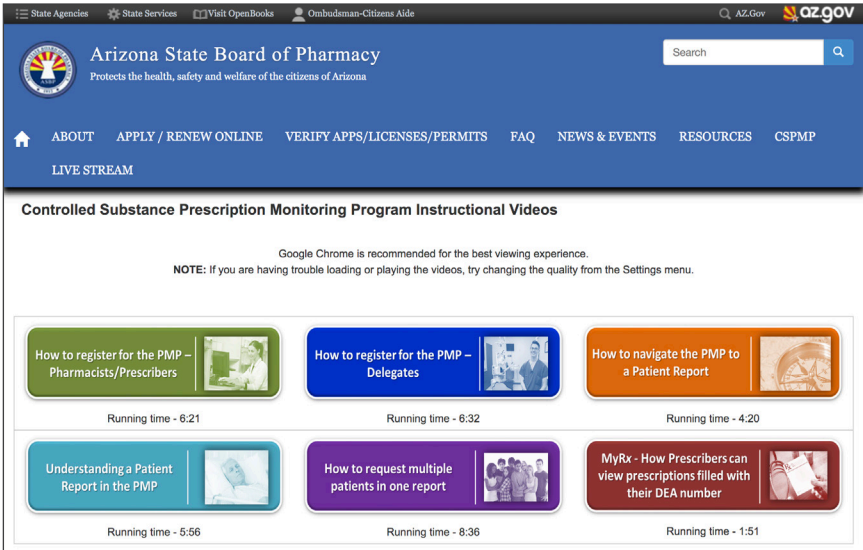 State Agencies State Services Visit OpenBooks Ombudsman-Citizens Aide AZ.Gov az.gov
Arizona State Board of Pharmacy
Protects the health, safety and welfare of the citizens of Arizona
Search
ABOUT APPLY / RENEW ONLINE VERIFY APPS/LICENSES/PERMITS FAQ NEWS & EVENTS RESOURCES CSPMP
LIVE STREAM
Controlled Substance Prescription Monitoring Program Instructional Videos
Google Chrome is recommended for the best viewing experience.
NOTE: If you are having trouble loading or playing the videos, try changing the quality from the Settings menu.
How to register for the PMP –
Pharmacists/Prescribers
Running time - 6:21
How to register for the PMP –
Delegates
Running time - 6:32
How to navigate the PMP to
a Patient Report
Running time - 4:20
Understanding a Patient
Report in the PMP
Running time - 5:56
How to request multiple
patients in one report
Running time - 8:36
MyRx - How Prescribers can
view prescriptions filled with
their DEA number
Running time - 1:51